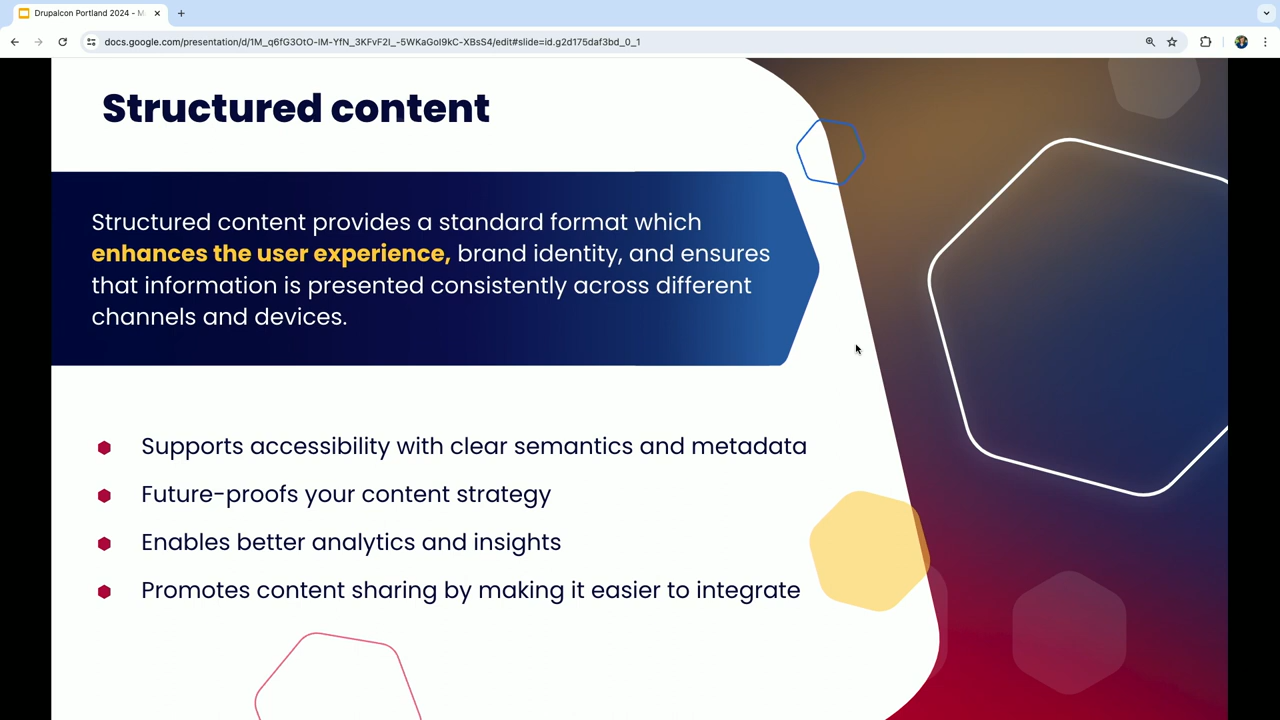 Drupalcon Portland 2024 - M
docs.google.com/presentation/d/1M_q6fG3OtO-IM-YfN_3KFvF2I_-5WKaGoI9kC-XBsS4/edit#slide=id.g2d175daf3bd_0_1
Structured content
Structured content provides a standard format which
enhances the user experience, brand identity, and ensures
that information is presented consistently across different
channels and devices.
Supports accessibility with clear semantics and metadata
Future-proofs your content strategy
Enables better analytics and insights
Promotes content sharing by making it easier to integrate